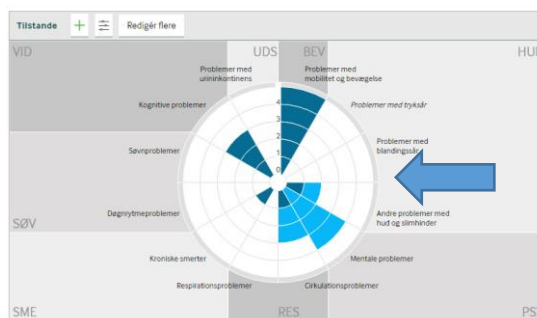 Tilstande + Redigér flere
VID
UDS
BEV
HUD
Problemer med
urininkontinens
Problemer med
mobilitet og bevægelse
Kognitive problemer
Problemer med tryksår
Søvnproblemer
Problemer med
blandingssår
4
3
2
1
0
Døgnrytmeproblemer
Andre problemer med
hud og slimhinder
SØV
Kroniske smerter
Mentale problemer
Respirationsproblemer
Cirkulationsproblemer
SME
RES
PS